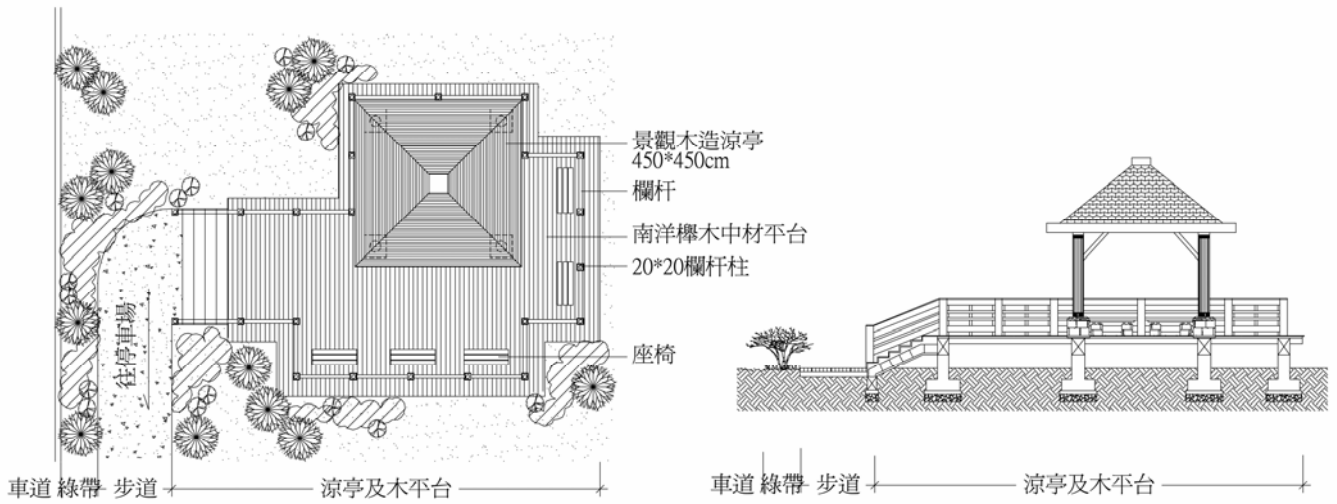 景觀木造涼亭
450*450cm
欄杆
南洋櫸木中材平台
20*20欄杆柱
座椅
往停車場
車道 綠帶 步道 涼亭及木平台
車道 綠帶 步道 涼亭及木平台